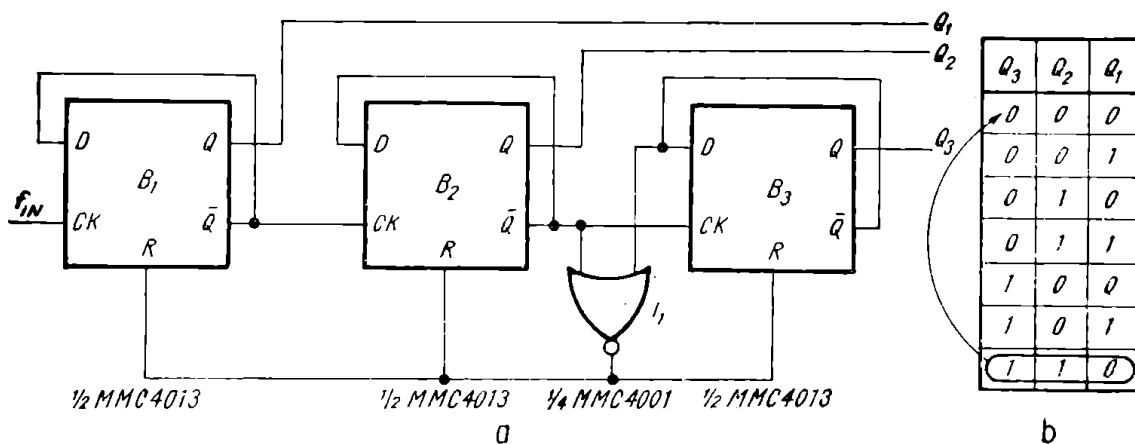 Q₁
Q₂
D
Q
B₁
f_IN
CK
Q̄
R
D
Q
B₂
CK
Q̄
R
D
Q
B₃
CK
Q̄
R
Q₃
I₁
½ MMC4013
½ MMC4013
¼ MMC4001
½ MMC4013
a
Q₃ Q₂ Q₁
0 0 0
0 0 1
0 1 0
0 1 1
1 0 0
1 0 1
1 1 0
b